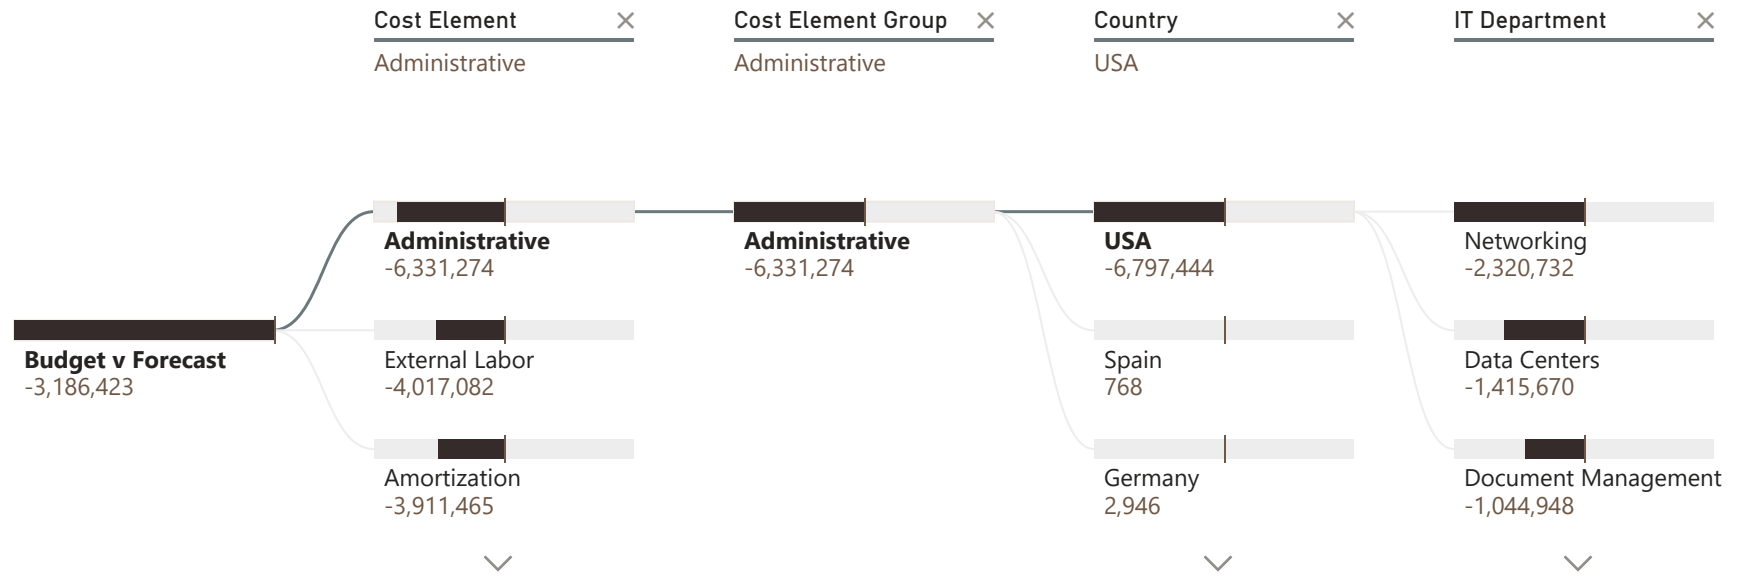 Cost Element
Cost Element Group
Country
IT Department
Administrative
Administrative
USA
Administrative
-6,331,274
Administrative
-6,331,274
USA
-6,797,444
Networking
-2,320,732
Budget v Forecast
-3,186,423
External Labor
-4,017,082
Spain
768
Data Centers
-1,415,670
Amortization
-3,911,465
Germany
2,946
Document Management
-1,044,948